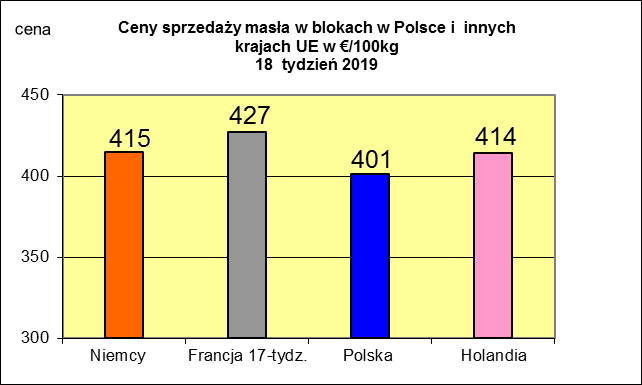 cena
Ceny sprzedaży masła w blokach w Polsce i  innych
krajach UE w €/100kg
18  tydzień 2019
450
400
350
300
415
427
401
414
Niemcy
Francja 17-tydz.
Polska
Holandia